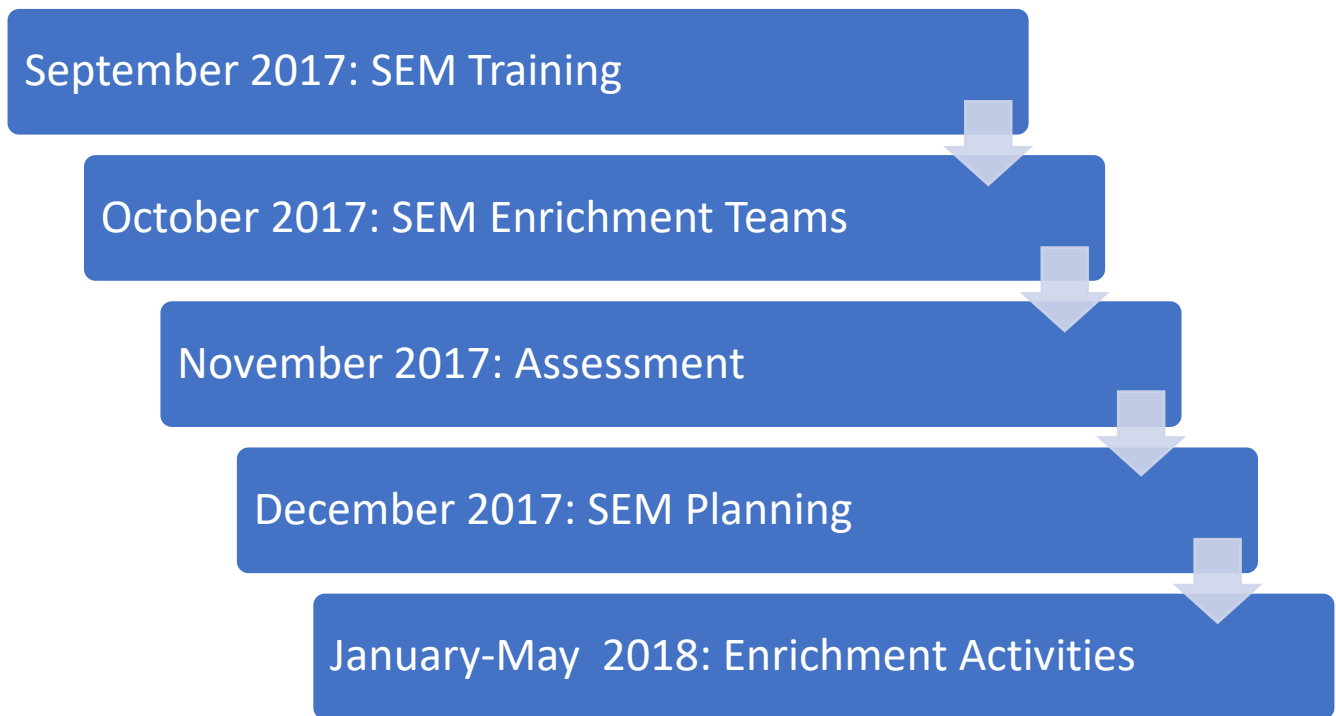 September 2017: SEM Training
October 2017: SEM Enrichment Teams
November 2017: Assessment
December 2017: SEM Planning
January-May  2018: Enrichment Activities